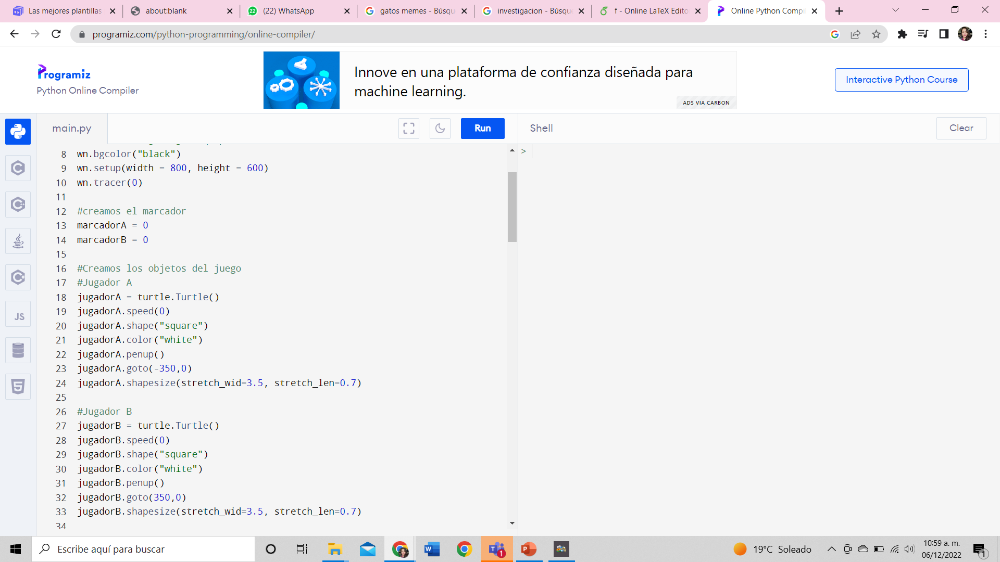 Las mejores plantillas
about:blank
(22) WhatsApp
gatos memes - Búsqu
investigacion - Búsque
f - Online LaTeX Edito
Online Python Compil
programiz.com/python-programming/online-compiler/
Programiz
Python Online Compiler
Innove en una plataforma de confianza diseñada para
machine learning.
ADS VIA CARBON
Interactive Python Course
main.py
Run
Shell
Clear
8 wn.bgcolor("black")
9 wn.setup(width = 800, height = 600)
10 wn.tracer(0)
11
12 #creamos el marcador
13 marcadorA = 0
14 marcadorB = 0
15
16 #Creamos los objetos del juego
17 #Jugador A
18 jugadorA = turtle.Turtle()
19 jugadorA.speed(0)
20 jugadorA.shape("square")
21 jugadorA.color("white")
22 jugadorA.penup()
23 jugadorA.goto(-350,0)
24 jugadorA.shapesize(stretch_wid=3.5, stretch_len=0.7)
25
26 #Jugador B
27 jugadorB = turtle.Turtle()
28 jugadorB.speed(0)
29 jugadorB.shape("square")
30 jugadorB.color("white")
31 jugadorB.penup()
32 jugadorB.goto(350,0)
33 jugadorB.shapesize(stretch_wid=3.5, stretch_len=0.7)
34
>
JS
Escribe aquí para buscar
19°C Soleado
10:59 a. m.
06/12/2022